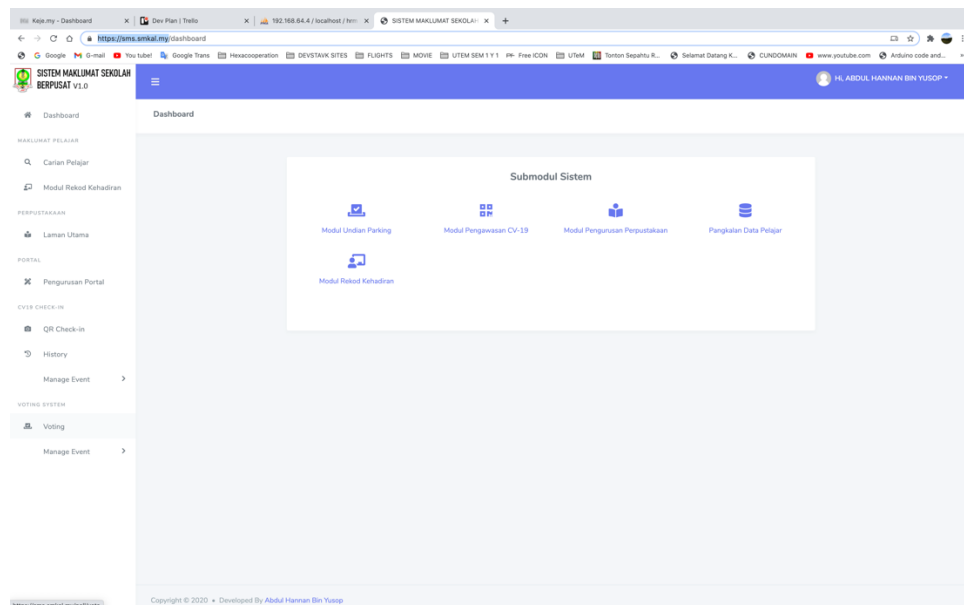 Keje.my - Dashboard
Dev Plan | Trello
192.168.64.4 / localhost / hm
SISTEM MAKLUMAT SEKOLAH
https://sms.smkal.my/dashboard
Google
G-mail
You tube!
Google Trans
Hexacooperation
DEVSTAVK SITES
FLIGHTS
MOVIE
UTEM SEM 1 Y 1
Free ICON
UTeM
Tonton Sepahtu R...
Selamat Datang K...
CUNDOMAIN
www.youtube.com
Arduino code and...
SISTEM MAKLUMAT SEKOLAH
BERPUSAT V1.0
Hi, ABDUL HANNAN BIN YUSOP
Dashboard
Dashboard
MAKLUMAT PELAJAR
Carian Pelajar
Modul Rekod Kehadiran
PERPUSTAKAAN
Laman Utama
PORTAL
Pengurusan Portal
CV19 CHECK-IN
QR Check-in
History
Manage Event
VOTING SYSTEM
Voting
Manage Event
Submodul Sistem
Modul Undian Parking
Modul Pengawasan CV-19
Modul Pengurusan Perpustakaan
Pangkalan Data Pelajar
Modul Rekod Kehadiran
Copyright © 2020 • Developed By Abdul Hannan Bin Yusop